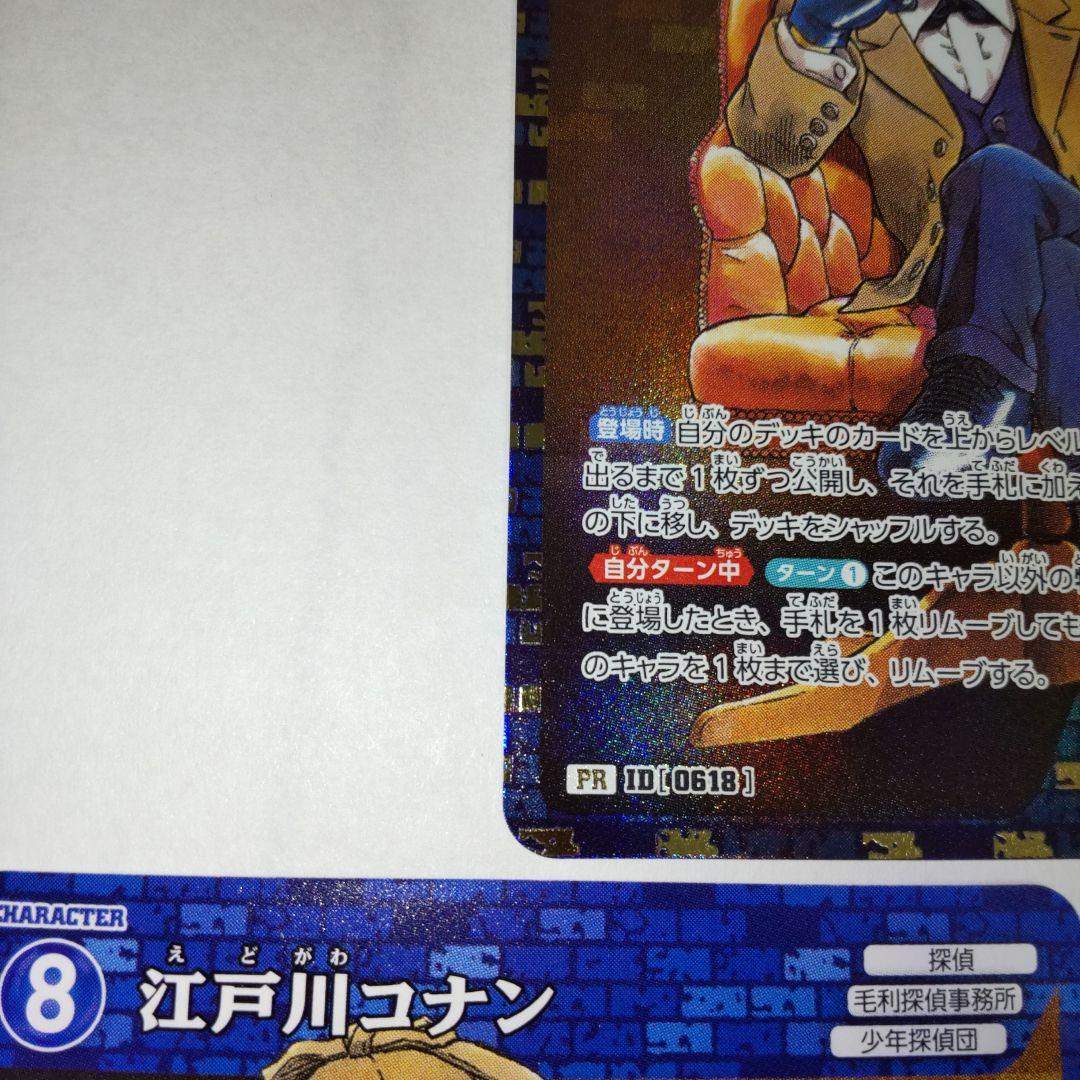 登場時 自分のデッキのカードを上からレベル
出るまで1枚ずつ公開し、それを手札に加え
の下に移し、デッキをシャッフルする。
自分ターン中 ターン① このキャラ以外の
に登場したとき、手札を1枚リムーブしても
のキャラを1枚まで選び、リムーブする。
PR ID[0618]
CHARACTER
8 江戸川コナン
探偵
毛利探偵事務所
少年探偵団